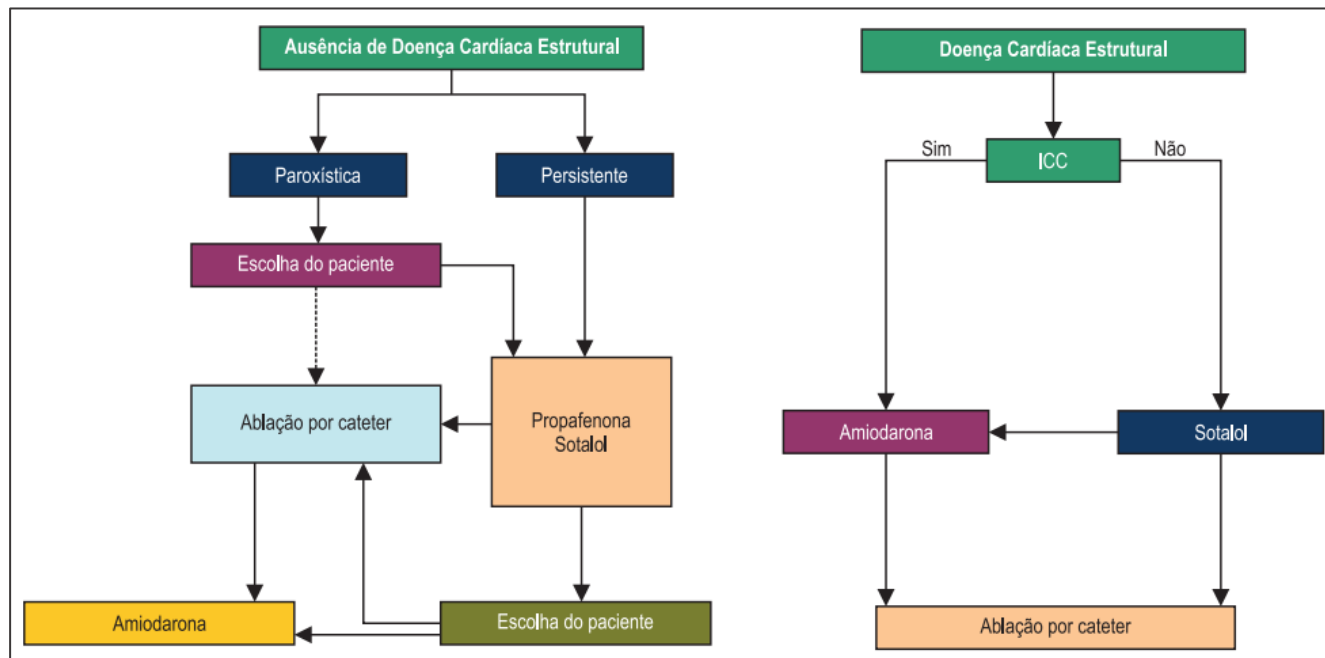 Ausência de Doença Cardíaca Estrutural
Paroxística
Persistente
Escolha do paciente
Ablação por cateter
Propafenona
Sotalol
Amiodarona
Escolha do paciente
Doença Cardíaca Estrutural
Sim
ICC
Não
Amiodarona
Sotalol
Ablação por cateter